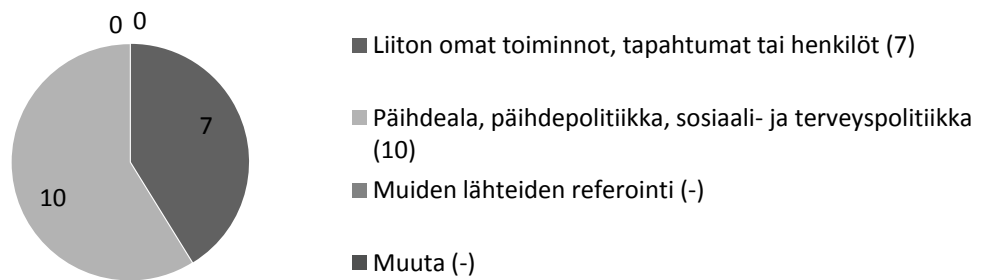 0 0
7
10
Liiton omat toiminnot, tapahtumat tai henkilöt (7)
Päihdeala, päihdepolitiikka, sosiaali- ja terveyspolitiikka
(10)
Muiden lähteiden referointi (-)
Muuta (-)